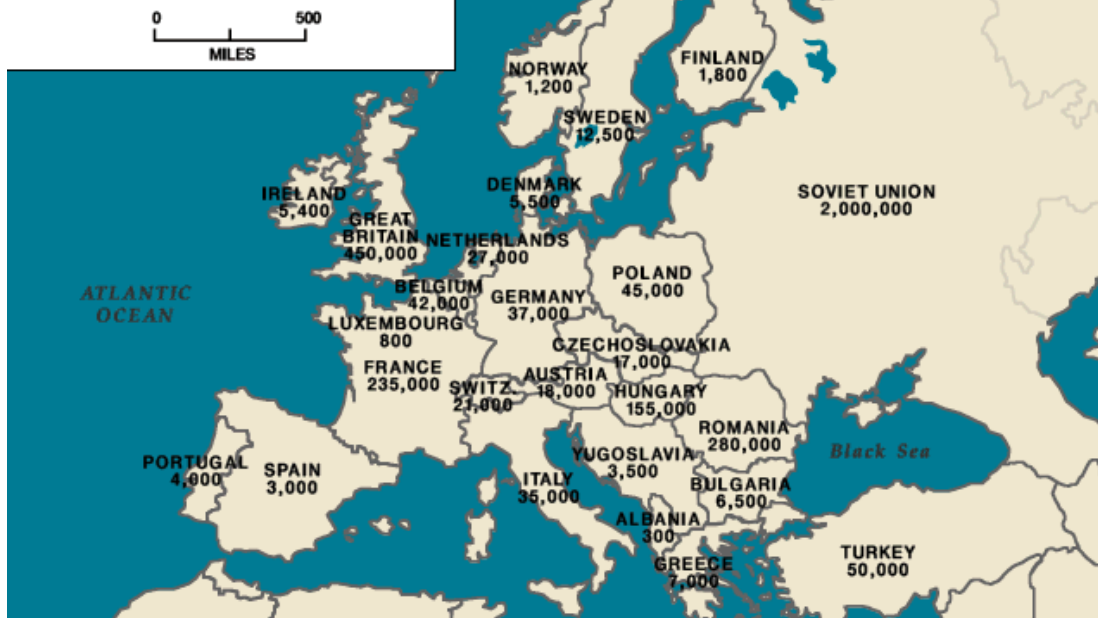 0 500
MILES
NORWAY
1,200
FINLAND
1,800
SWEDEN
12,500
IRELAND
5,400
DENMARK
5,500
SOVIET UNION
2,000,000
GREAT
BRITAIN
450,000
NETHERLANDS
27,000
POLAND
45,000
BELGIUM
42,000
GERMANY
37,000
ATLANTIC
OCEAN
LUXEMBOURG
800
CZECHOSLOVAKIA
17,000
FRANCE
235,000
SWITZ.
21,000
AUSTRIA
18,000
HUNGARY
155,000
ROMANIA
280,000
Black Sea
PORTUGAL
4,000
SPAIN
3,000
ITALY
35,000
YUGOSLAVIA
3,500
BULGARIA
6,500
ALBANIA
300
GREECE
7,000
TURKEY
50,000